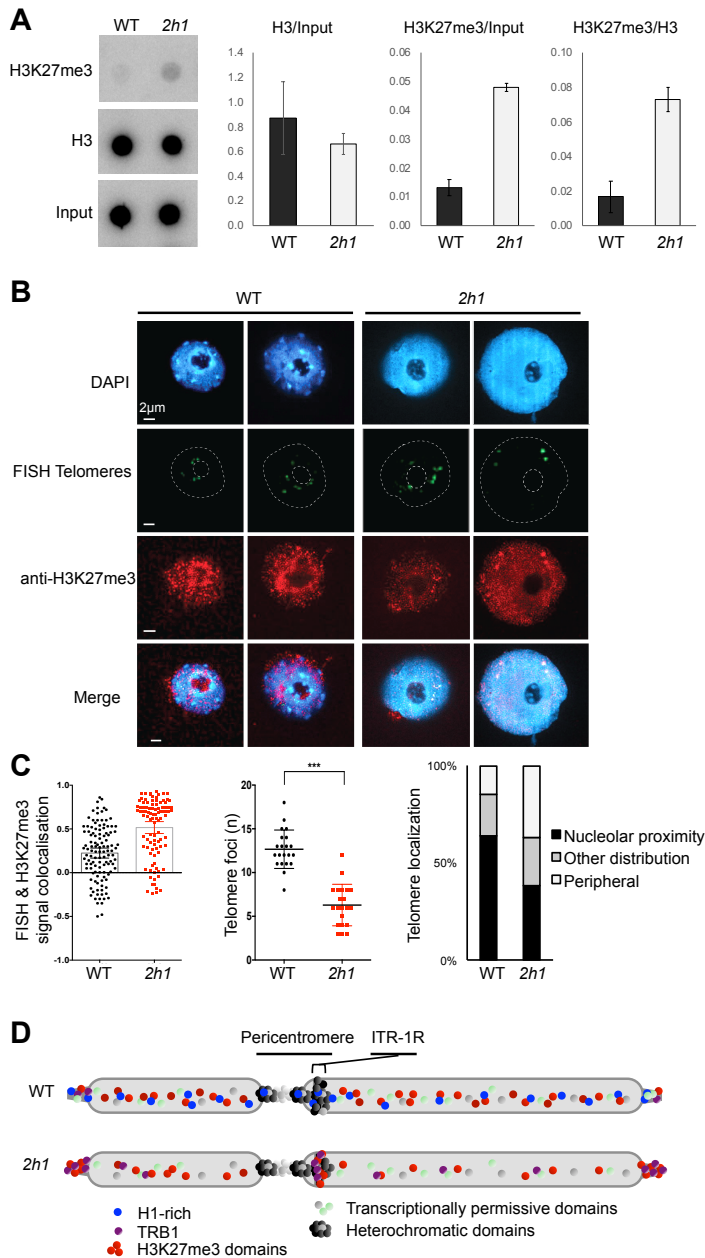 A
WT 2h1
H3K27me3
H3
Input
H3/Input
1.4
1.2
1.0
0.8
0.6
0.4
0.2
0.0
WT 2h1
H3K27me3/Input
0.06
0.05
0.04
0.03
0.02
0.01
0.00
WT 2h1
H3K27me3/H3
0.10
0.08
0.06
0.04
0.02
0.00
WT 2h1
B
WT 2h1
DAPI
2µm
FISH Telomeres
anti-H3K27me3
Merge
C
FISH & H3K27me3
signal colocalisation
1.0
0.5
0.0
-0.5
-1.0
WT 2h1
Telomere foci (n)
***
20
15
10
5
0
WT 2h1
Telomere localization
100%
50%
0%
WT 2h1
Nucleolar proximity
Other distribution
Peripheral
D
Pericentromere ITR-1R
WT
2h1
H1-rich
TRB1
H3K27me3 domains
Transcriptionally permissive domains
Heterochromatic domains